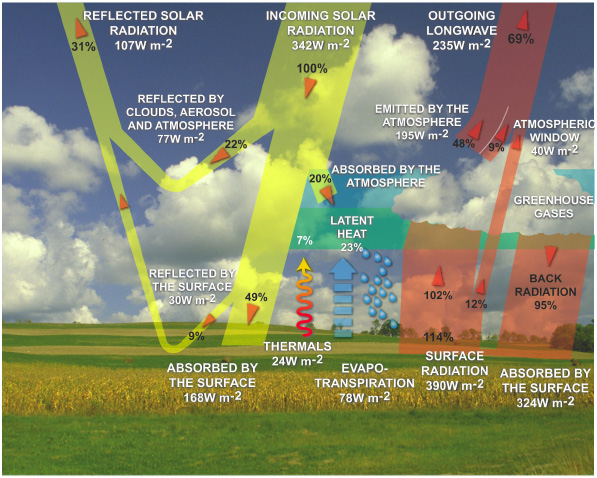 REFLECTED SOLAR
RADIATION
107W m-2
31%
INCOMING SOLAR
RADIATION
342W m-2
100%
OUTGOING
LONGWAVE
235W m-2
69%
REFLECTED BY
CLOUDS, AEROSOL
AND ATMOSPHERE
77W m-2
22%
EMITTED BY THE
ATMOSPHERE
195W m-2
48%
9%
ATMOSPHERIC
WINDOW
40W m-2
20%
ABSORBED BY THE
ATMOSPHERE
GREENHOUSE
GASES
LATENT
HEAT
23%
7%
REFLECTED BY
THE SURFACE
30W m-2
9%
49%
102%
12%
BACK
RADIATION
95%
114%
THERMALS
24W m-2
ABSORBED BY
THE SURFACE
168W m-2
EVAPO-
TRANSPIRATION
78W m-2
SURFACE
RADIATION
390W m-2
ABSORBED BY
THE SURFACE
324W m-2